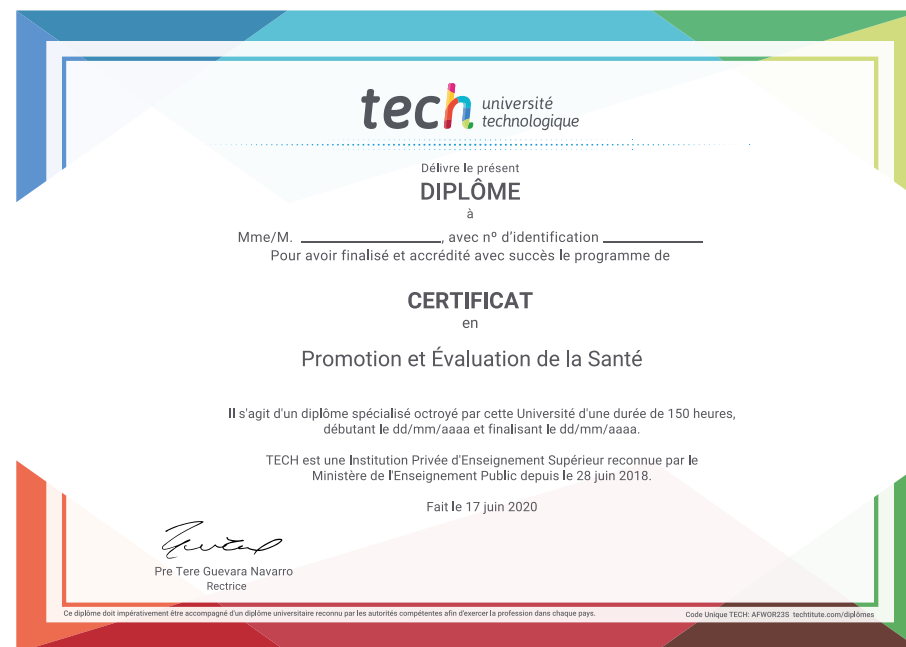 tech université
technologique
Délivre le présent
DIPLÔME
à
Mme/M. ____________________, avec nº d'identification ______________
Pour avoir finalisé et accrédité avec succès le programme de
CERTIFICAT
en
Promotion et Évaluation de la Santé
Il s'agit d'un diplôme spécialisé octroyé par cette Université d'une durée de 150 heures,
débutant le dd/mm/aaaa et finalisant le dd/mm/aaaa.
TECH est une Institution Privée d'Enseignement Supérieur reconnue par le
Ministère de l'Enseignement Public depuis le 28 juin 2018.
Fait le 17 juin 2020
Pre Tere Guevara Navarro
Rectrice
Ce diplôme doit impérativement être accompagné d'un diplôme universitaire reconnu par les autorités compétentes afin d'exercer la profession dans chaque pays.
Code Unique TECH: AFWOR23S techtitute.com/diplômes